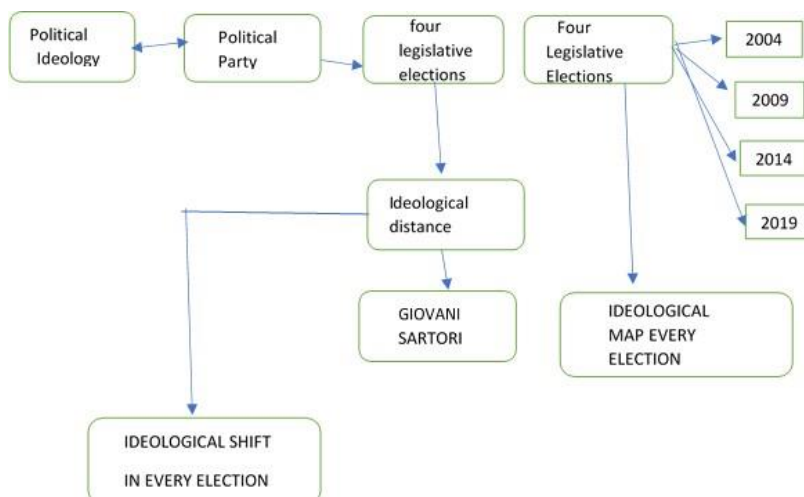 Political
Ideology
Political
Party
four
legislative
elections
Four
Legislative
Elections
2004
2009
2014
2019
Ideological
distance
GIOVANI
SARTORI
IDEOLOGICAL
MAP EVERY
ELECTION
IDEOLOGICAL SHIFT
IN EVERY ELECTION